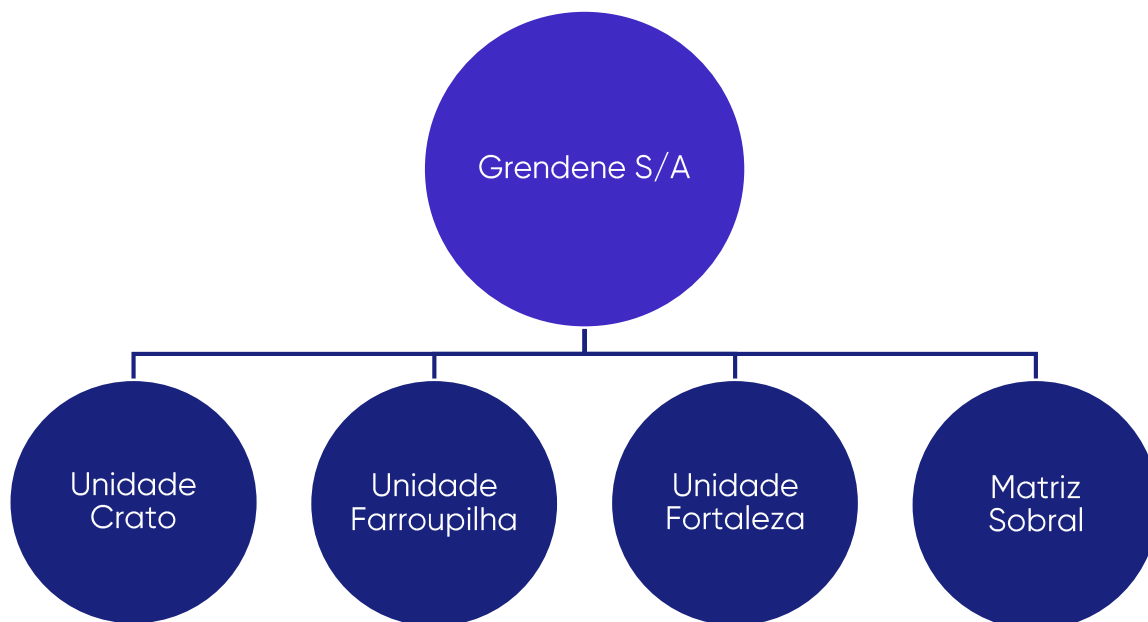 Grendene S/A
Unidade
Crato
Unidade
Farroupilha
Unidade
Fortaleza
Matriz
Sobral